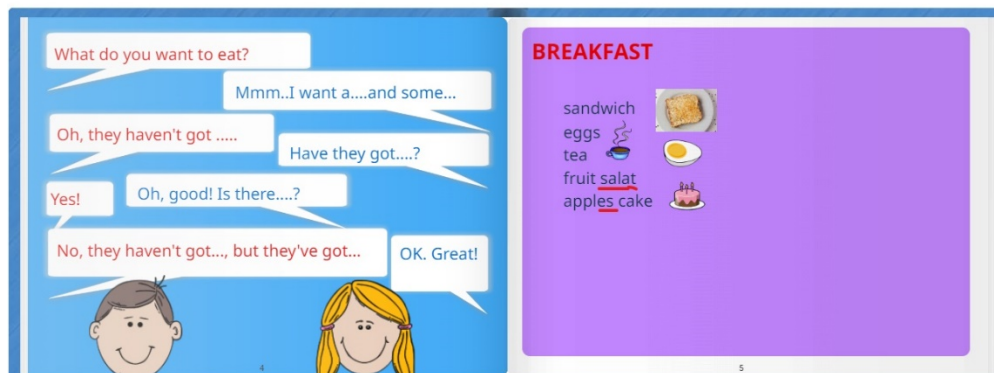 What do you want to eat?
Mmm..I want a....and some...
Oh, they haven't got .....
Have they got....?
Yes!
Oh, good! Is there....?
No, they haven't got..., but they've got...
OK. Great!
4
BREAKFAST
sandwich
eggs
tea
fruit salat
apples cake
5